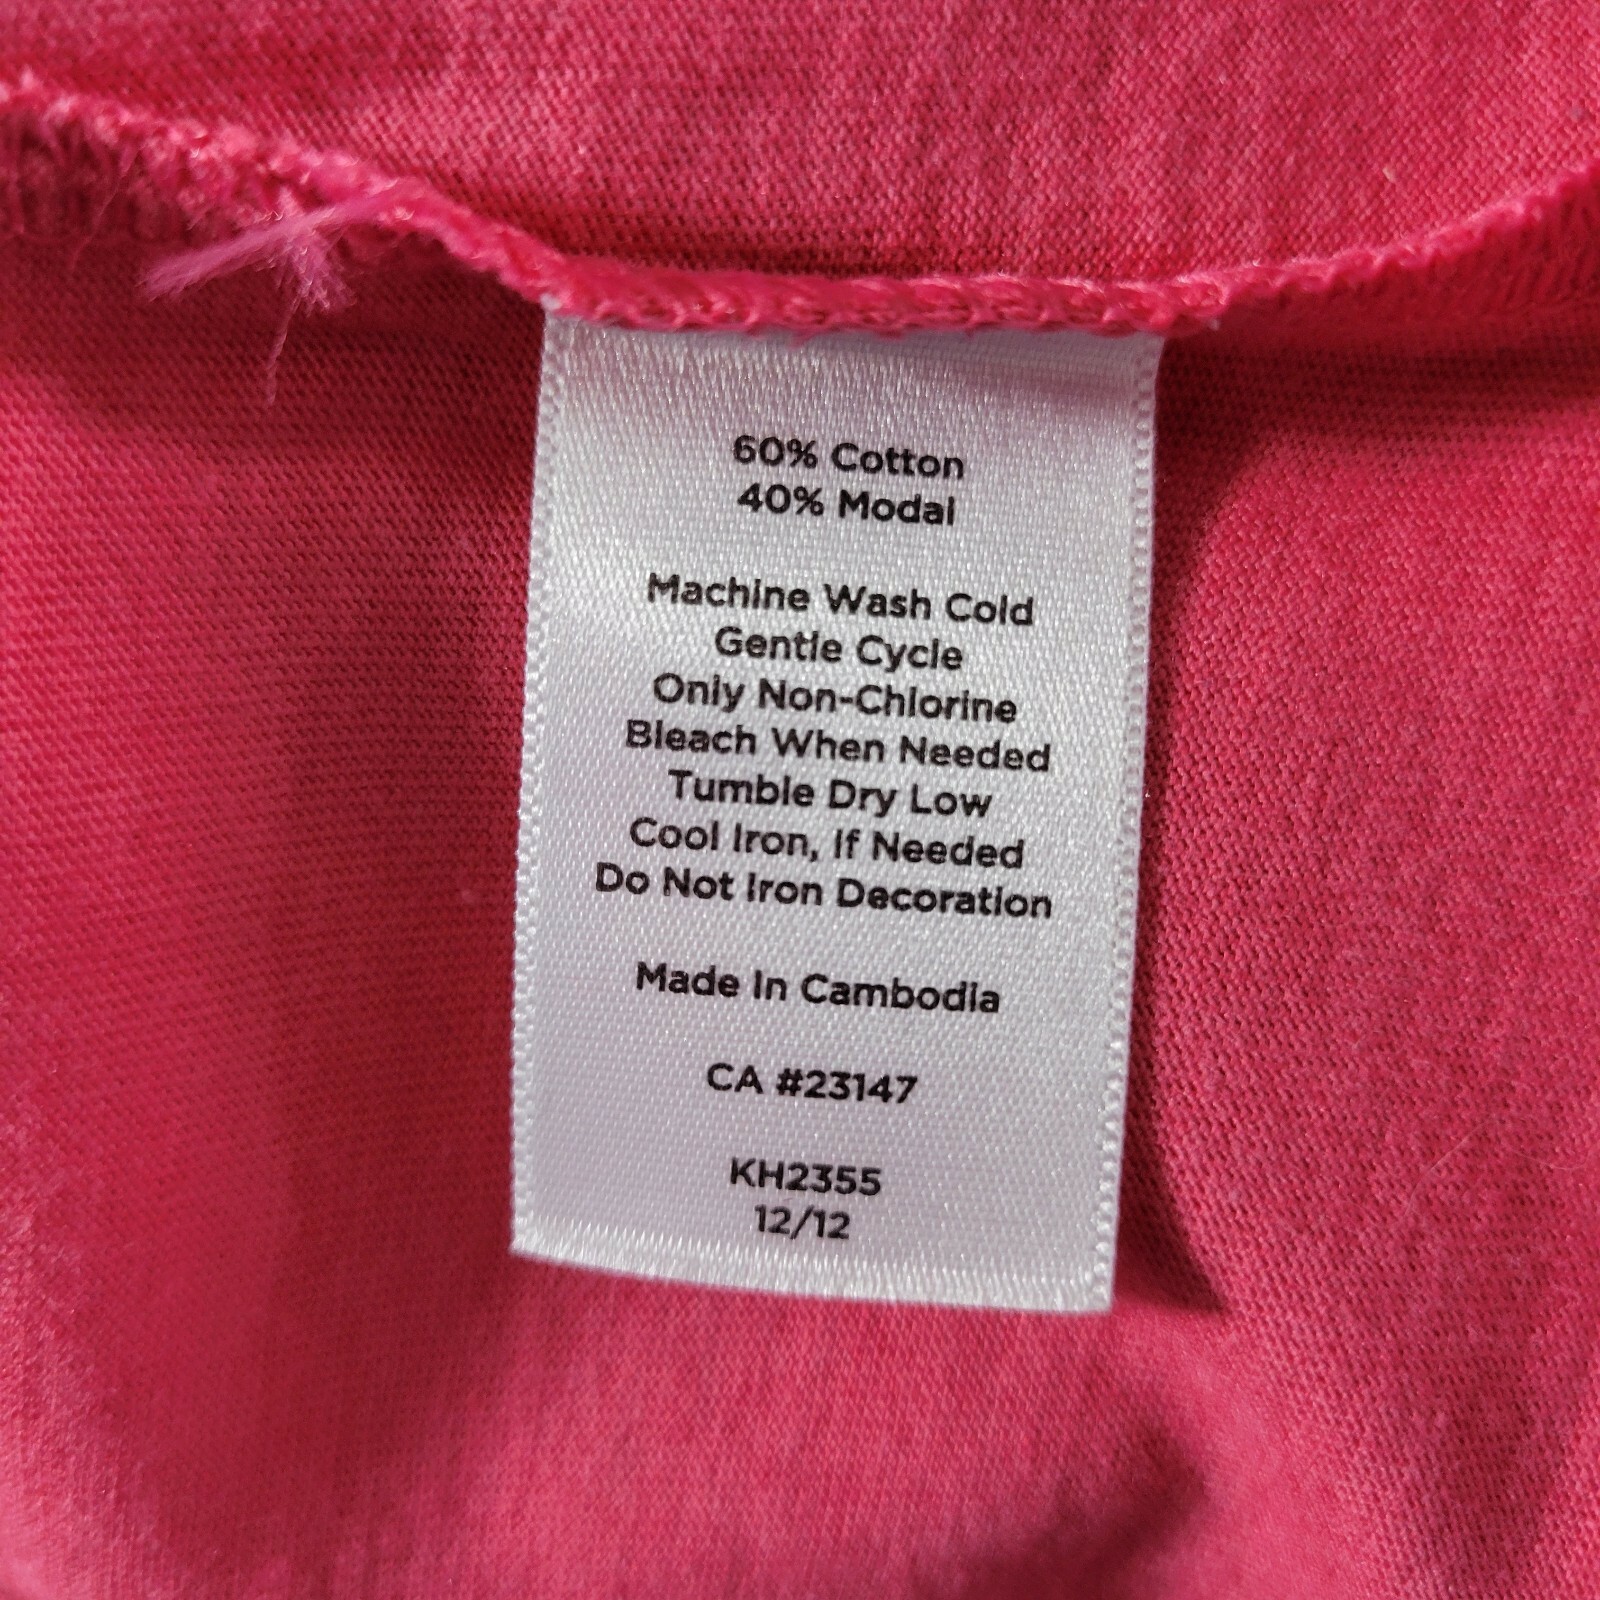 60% Cotton
40% Modal
Machine Wash Cold
Gentle Cycle
Only Non-Chlorine
Bleach When Needed
Tumble Dry Low
Cool Iron, If Needed
Do Not Iron Decoration
Made In Cambodia
CA #23147
KH2355
12/12